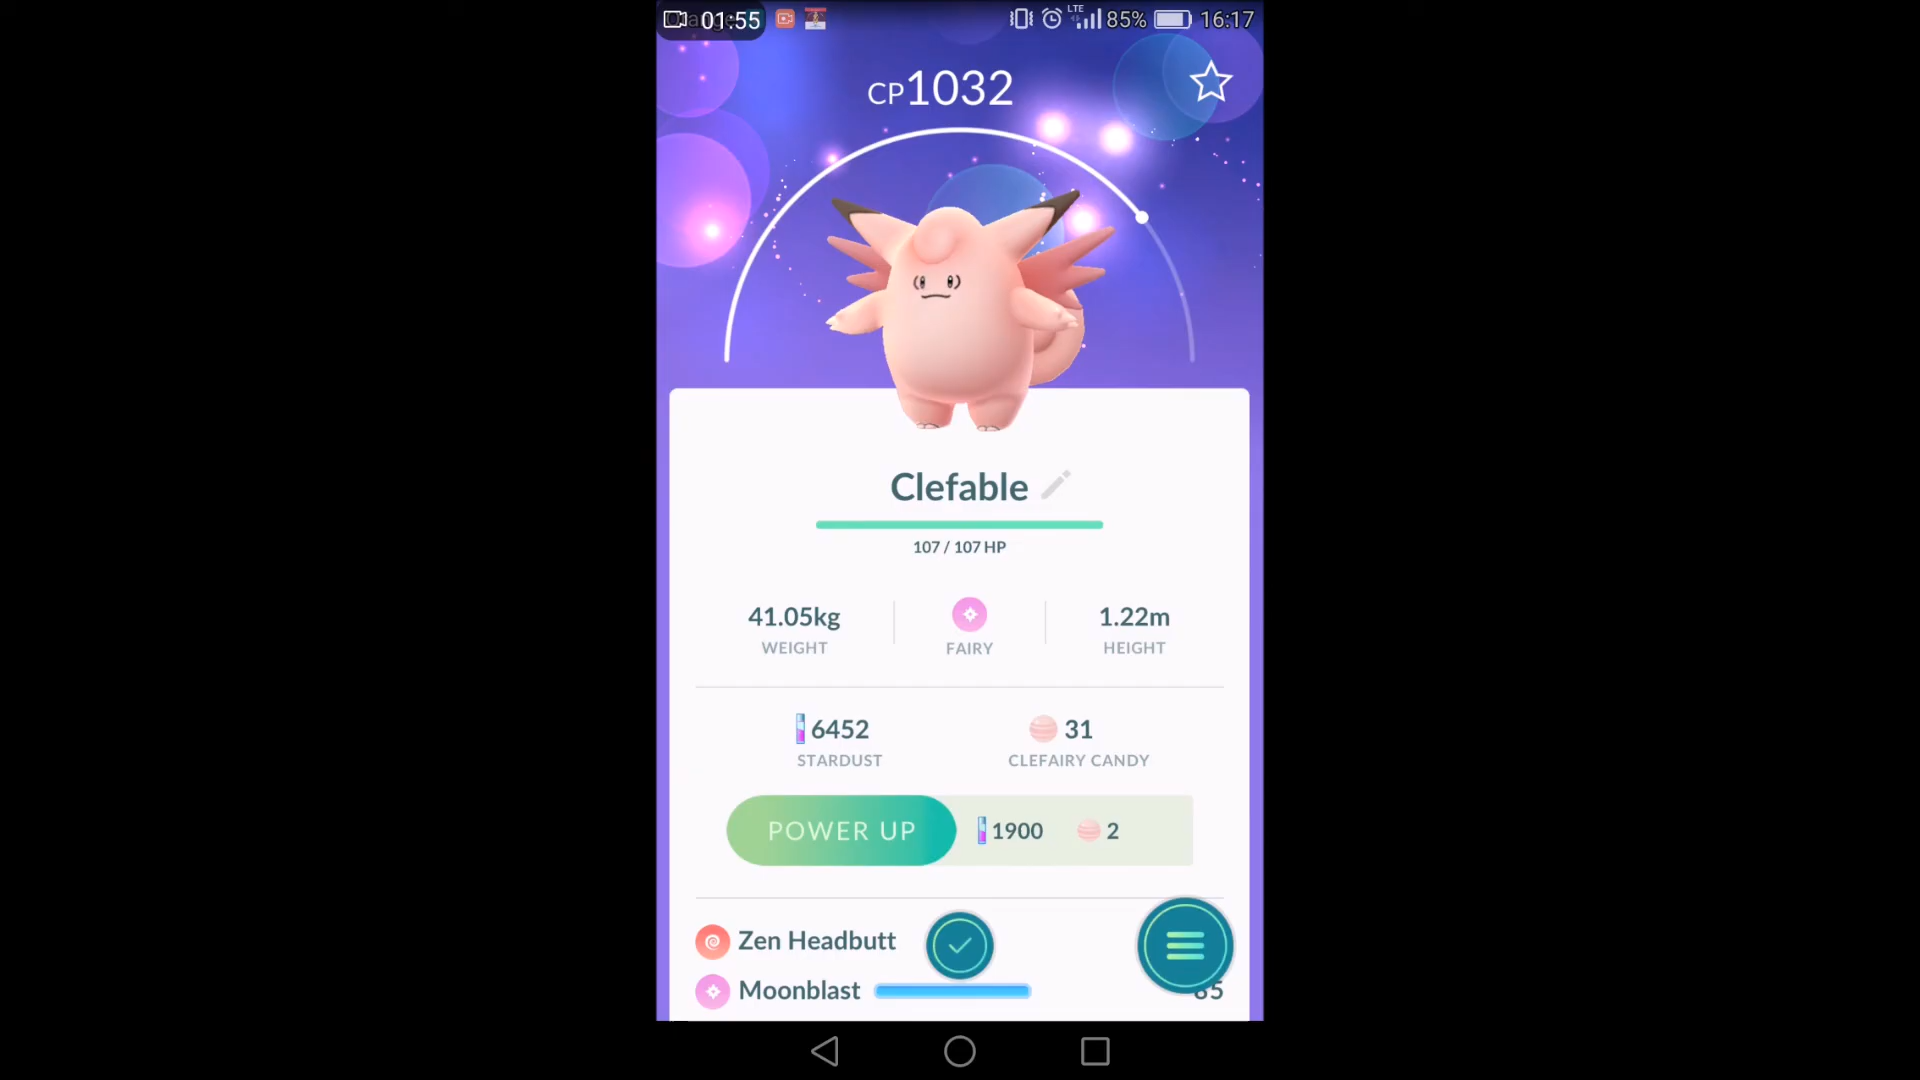 01:55 LTE 85% 16:17
CP1032
Clefable
107 / 107 HP
41.05kg FAIRY 1.22m
WEIGHT HEIGHT
6452 31
STARDUST CLEFAIRY CANDY
POWER UP 1900 2
Zen Headbutt
Moonblast